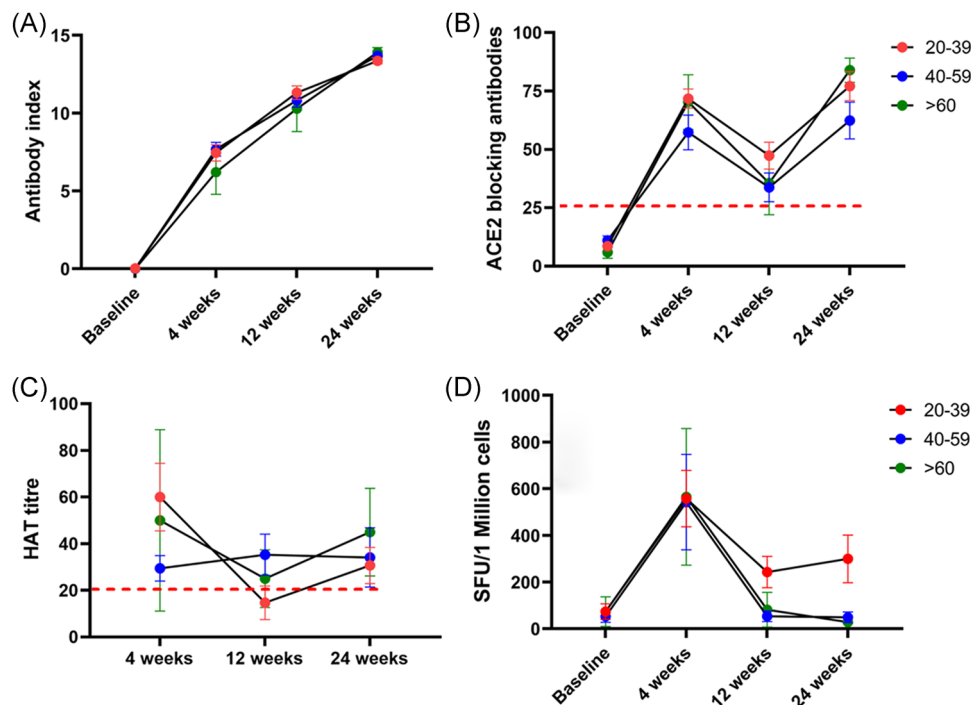 (A)
Antibody index
15
10
5
0
Baseline
4 weeks
12 weeks
24 weeks
(B)
ACE2 blocking antibodies
100
75
50
25
0
Baseline
4 weeks
12 weeks
24 weeks
20-39
40-59
>60
(C)
HAT titre
100
80
60
40
20
0
4 weeks
12 weeks
24 weeks
(D)
SFU/1 Million cells
1000
800
600
400
200
0
Baseline
4 weeks
12 weeks
24 weeks
20-39
40-59
>60